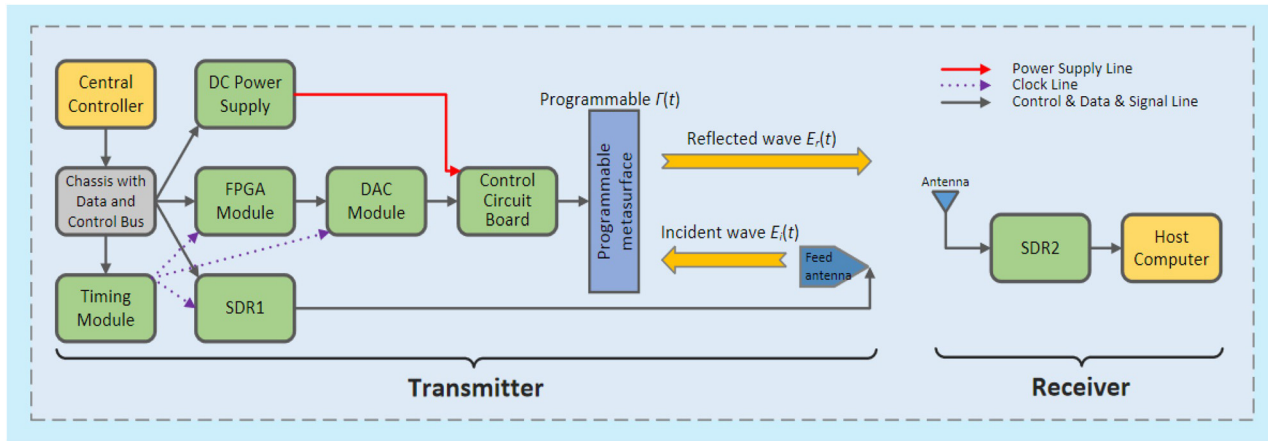 Central
Controller
DC Power
Supply
Programmable Γ(t)
Power Supply Line
Clock Line
Control & Data & Signal Line
Reflected wave Er(t)
Chassis with
Data and
Control Bus
FPGA
Module
DAC
Module
Control
Circuit
Board
Programmable
metasurface
Incident wave Ei(t)
Feed
antenna
Antenna
SDR2
Host
Computer
Timing
Module
SDR1
Transmitter
Receiver